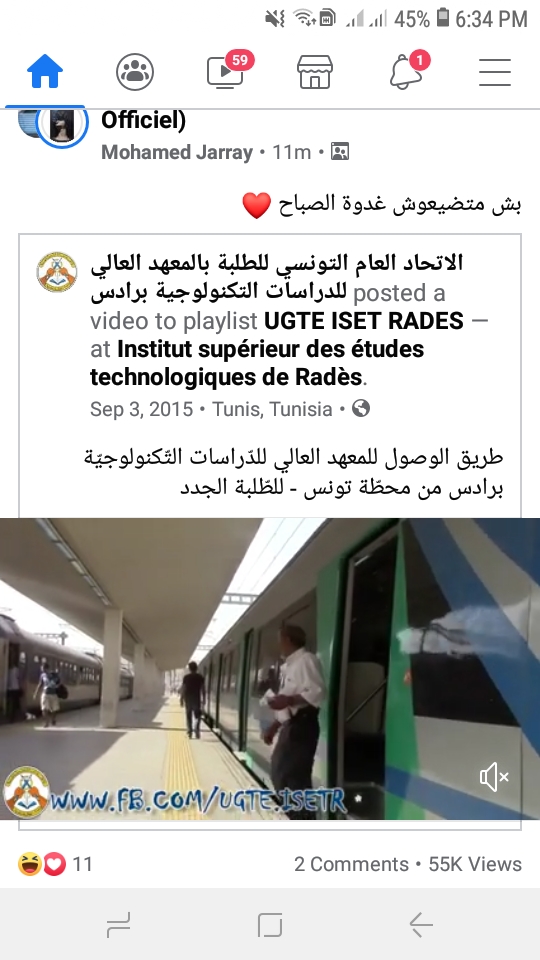 45% 6:34 PM
59
1
Officiel)
Mohamed Jarray • 11m •
بش متضيعوش غدوة الصباح ❤️
الاتحاد العام التونسي للطلبة بالمعهد العالي
للدراسات التكنولوجية برادس posted a
video to playlist UGTE ISET RADES —
at Institut supérieur des études
technologiques de Radès.
Sep 3, 2015 • Tunis, Tunisia •
طريق الوصول للمعهد العالي للدّراسات التّكنولوجيّة
برادس من محطّة تونس - للطّلبة الجدد
WWW.FB.COM/UGTE.ISETR
11
2 Comments • 55K Views